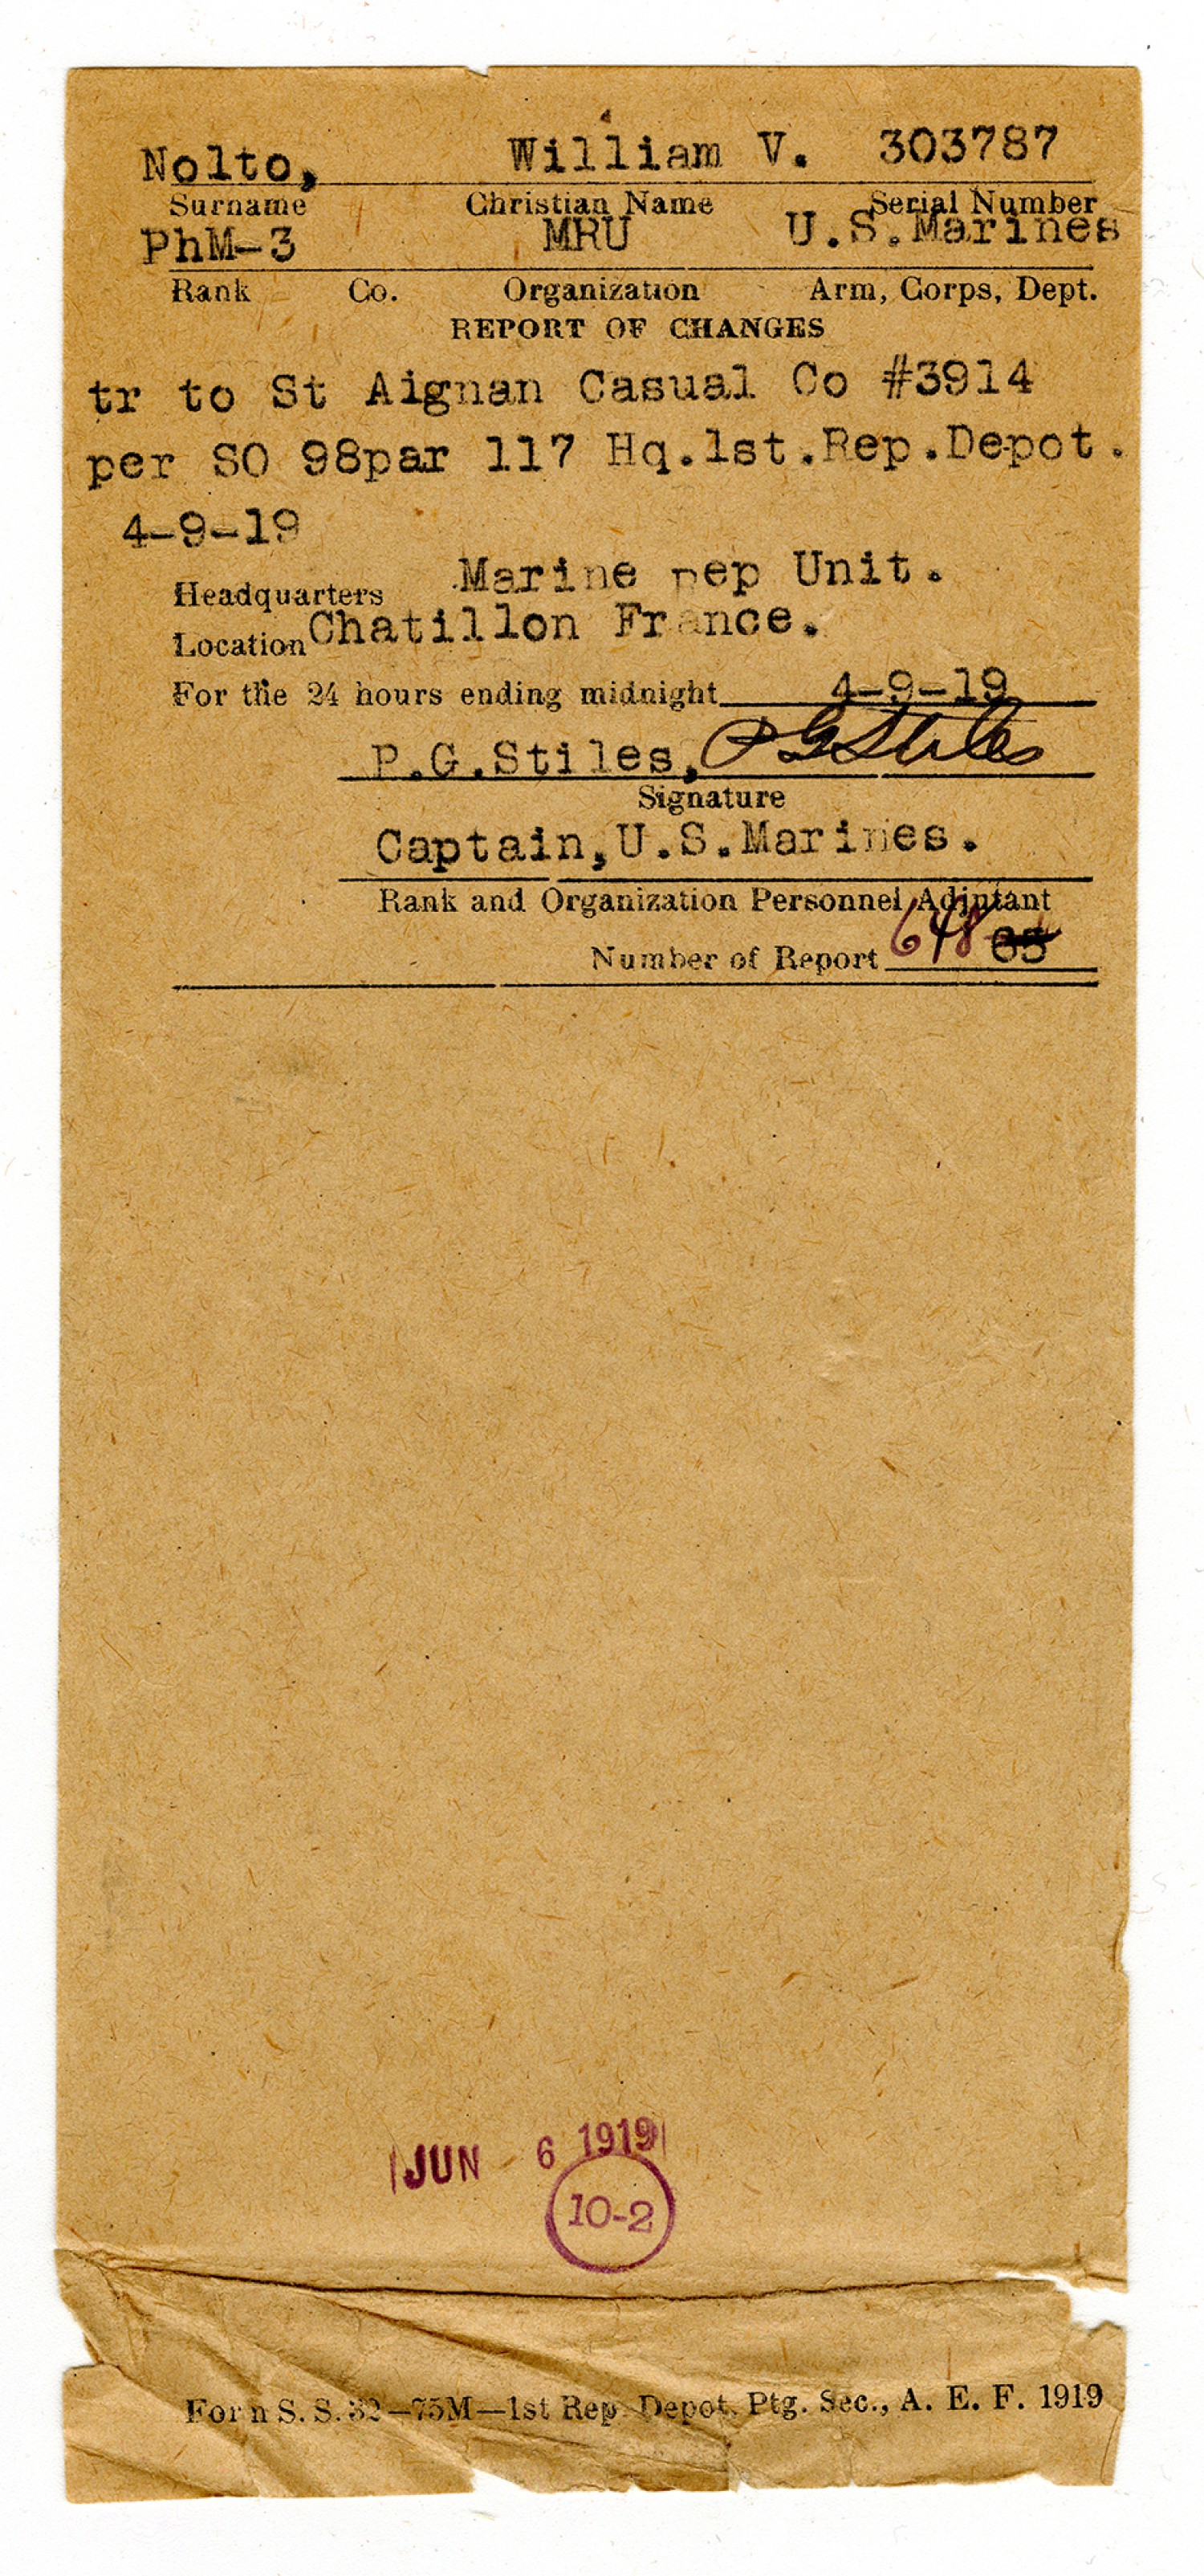 Nolto, William V. 303787
Surname Christian Name Serial Number
PhM-3 MRU U.S.Marines
Rank Co. Organization Arm, Corps, Dept.
REPORT OF CHANGES
tr to St Aignan Casual Co #3914
per SO 98par 117 Hq.1st.Rep.Depot.
4-9-19
Headquarters Marine rep Unit.
Location Chatillon France.
For the 24 hours ending midnight 4-9-19
P.G.Stiles, P G Stiles
Signature
Captain,U.S.Marines.
Rank and Organization Personnel Adjutant
Number of Report 648 65
JUN 6 1919
10-2
Form S. S. 32—75M—1st Rep. Depot. Ptg. Sec., A. E. F. 1919